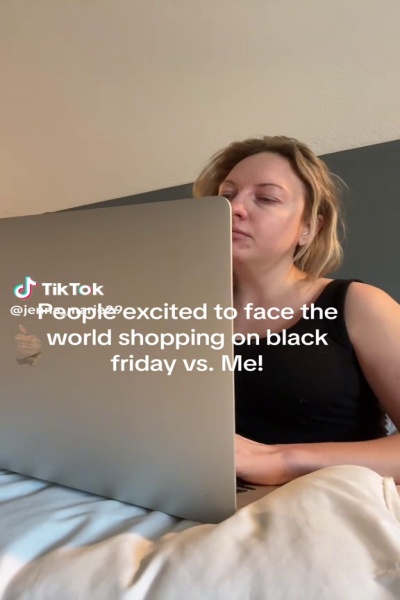 TikTok
People excited to face the
world shopping on black
friday vs. Me!